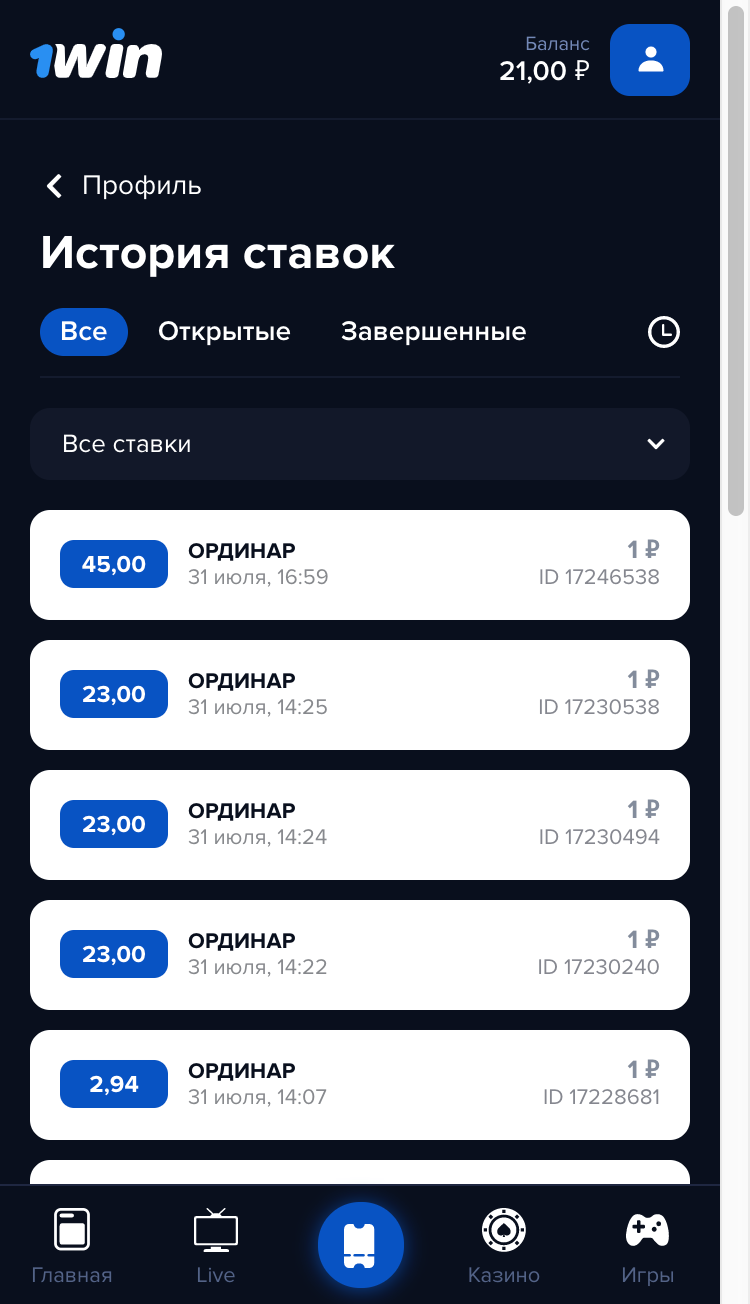 1win
Баланс
21,00 ₽
Профиль
История ставок
Все Открытые Завершенные
Все ставки
45,00 ОРДИНАР 1 ₽
31 июля, 16:59 ID 17246538
23,00 ОРДИНАР 1 ₽
31 июля, 14:25 ID 17230538
23,00 ОРДИНАР 1 ₽
31 июля, 14:24 ID 17230494
23,00 ОРДИНАР 1 ₽
31 июля, 14:22 ID 17230240
2,94 ОРДИНАР 1 ₽
31 июля, 14:07 ID 17228681
Главная Live Казино Игры